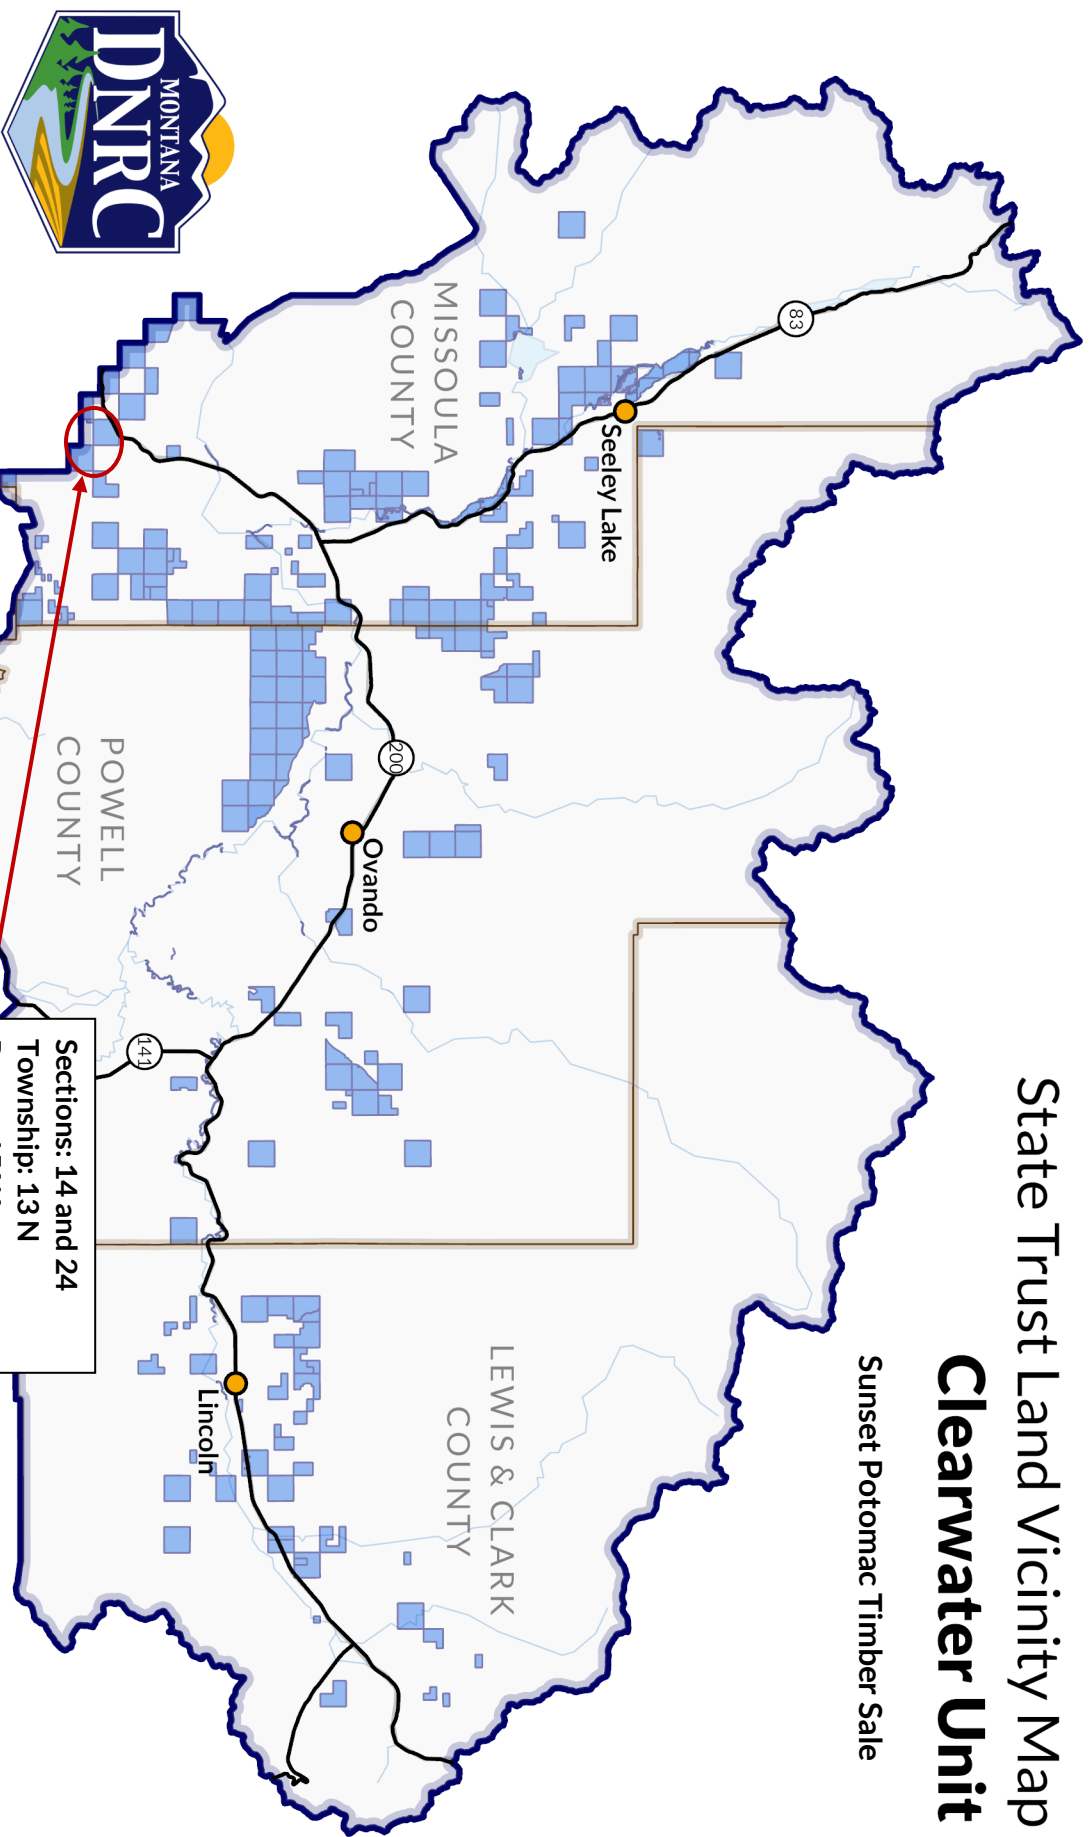 State Trust Land Vicinity Map
Clearwater Unit
Sunset Potomac Timber Sale
83
Seeley Lake
MISSOULA
COUNTY
200
Ovando
POWELL
COUNTY
141
LEWIS & CLARK
COUNTY
Lincoln
Sections: 14 and 24
Township: 13 N
MONTANA
DNRC